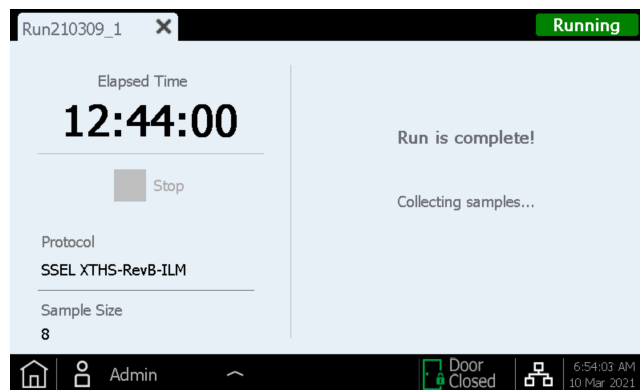 Run210309_1
Running
Elapsed Time
12:44:00
Stop
Protocol
SSEL XTHS-RevB-ILM
Sample Size
8
Run is complete!
Collecting samples...
Admin
Door
Closed
6:54:03 AM
10 Mar 2021